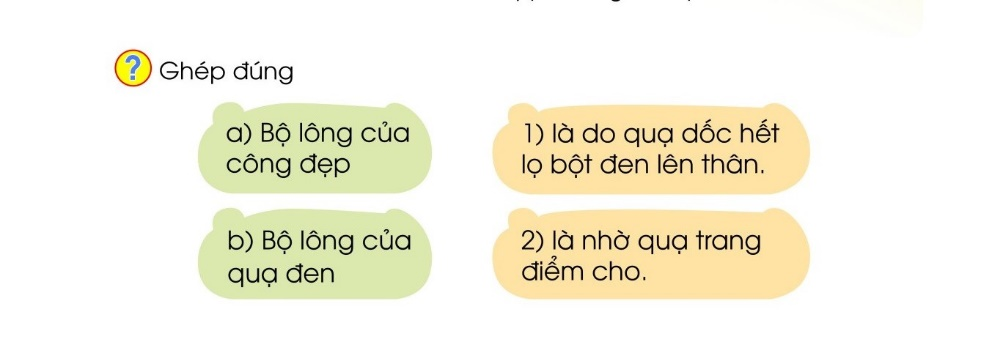 ? Ghép đúng
a) Bộ lông của
công đẹp
1) là do quạ dốc hết
lọ bột đen lên thân.
b) Bộ lông của
quạ đen
2) là nhờ quạ trang
điểm cho.